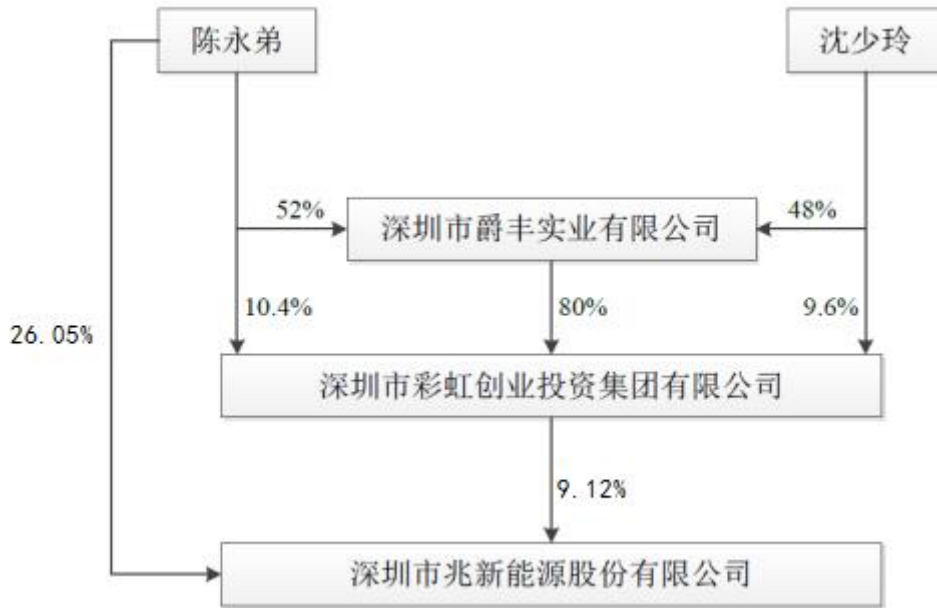 陈永弟
沈少玲
52%
深圳市爵丰实业有限公司
48%
26.05%
10.4%
80%
9.6%
深圳市彩虹创业投资集团有限公司
9.12%
深圳市兆新能源股份有限公司